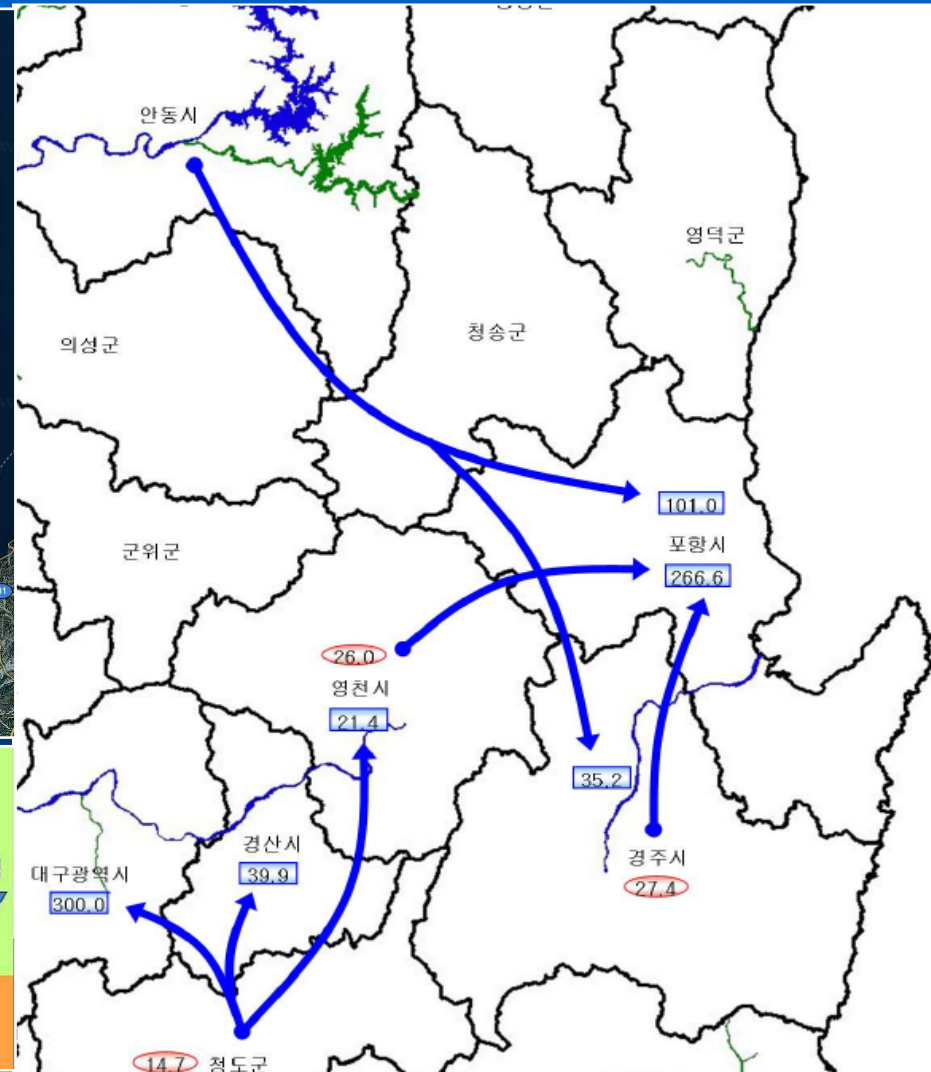 안동시
영덕군
청송군
의성군
101.0
포항시
군위군
266.6
26.0
영천시
21.4
35.2
경산시
경주시
39.9
대구광역시
27.4
300.0
14.7 청도군